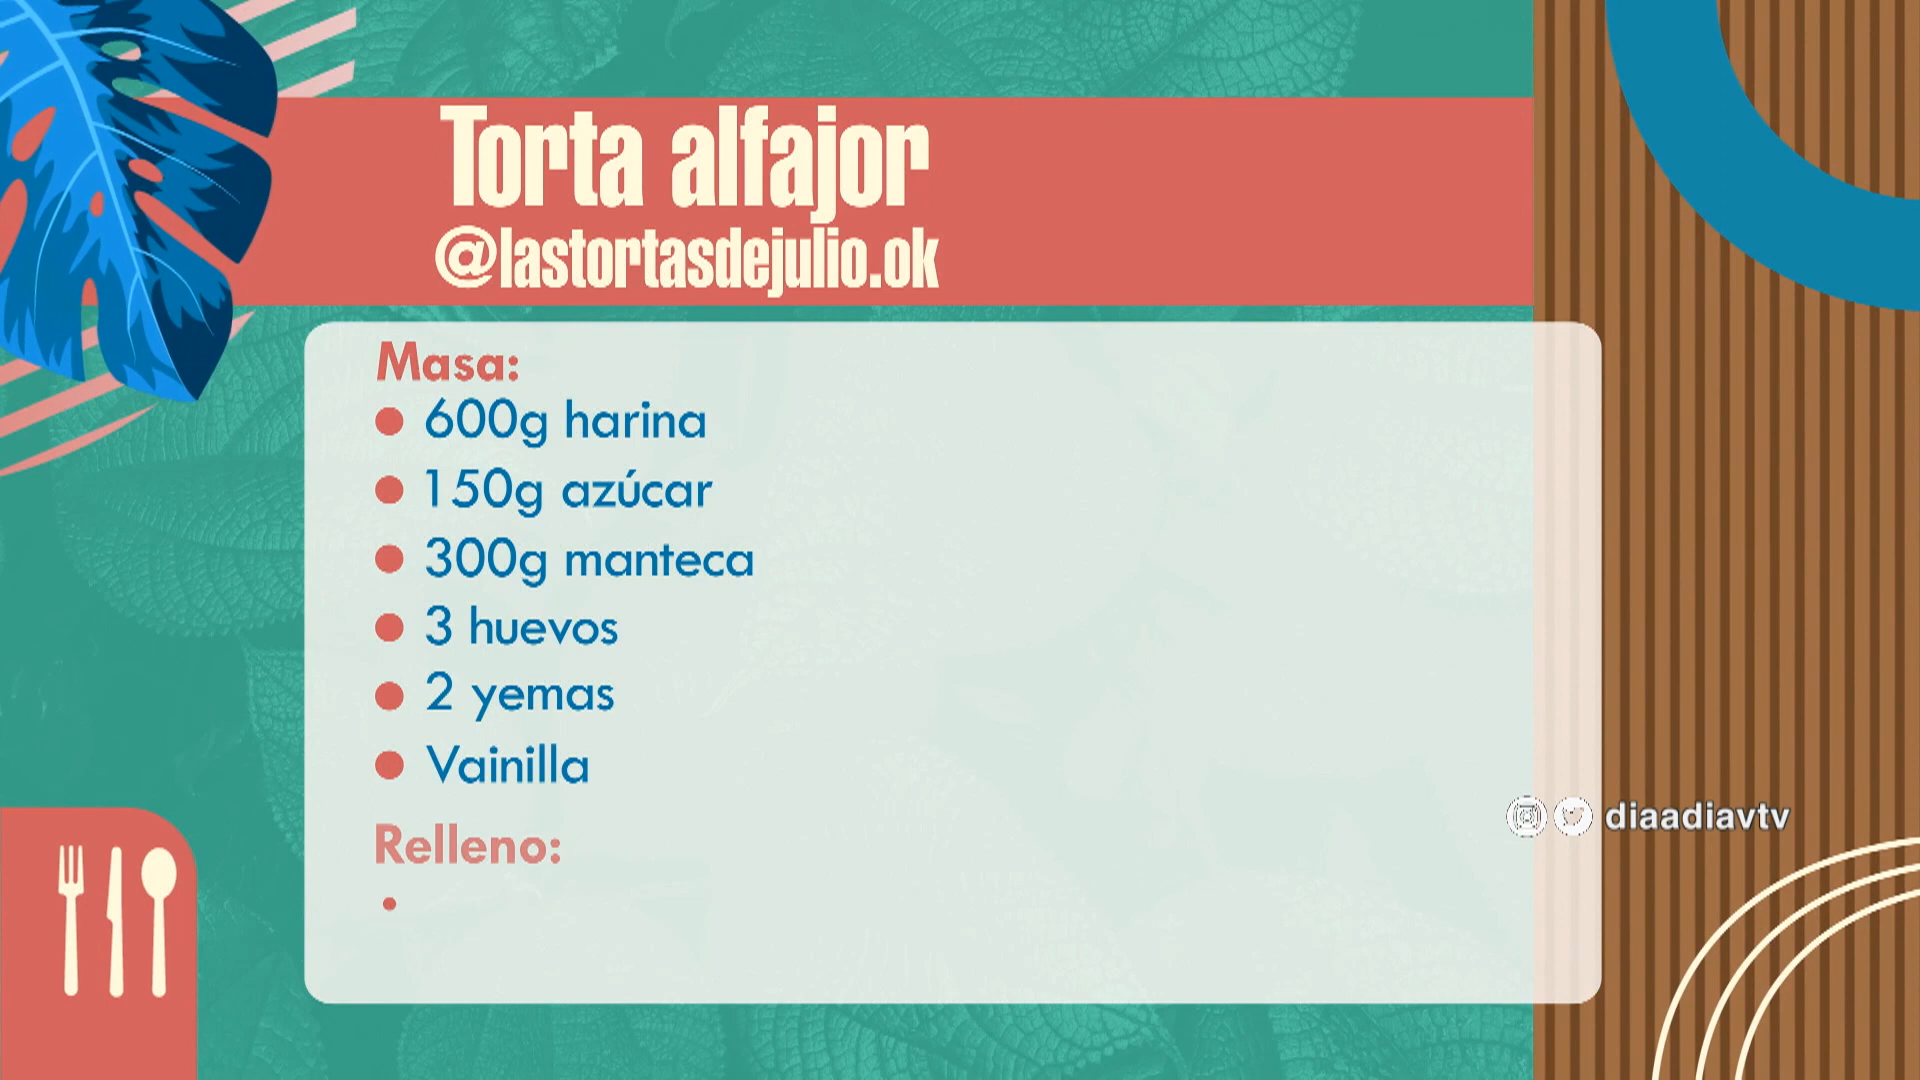 Torta alfajor
@lastortasdejulio.ok
Masa:
• 600g harina
• 150g azúcar
• 300g manteca
• 3 huevos
• 2 yemas
• Vainilla
Relleno:
•
diaadiavtv